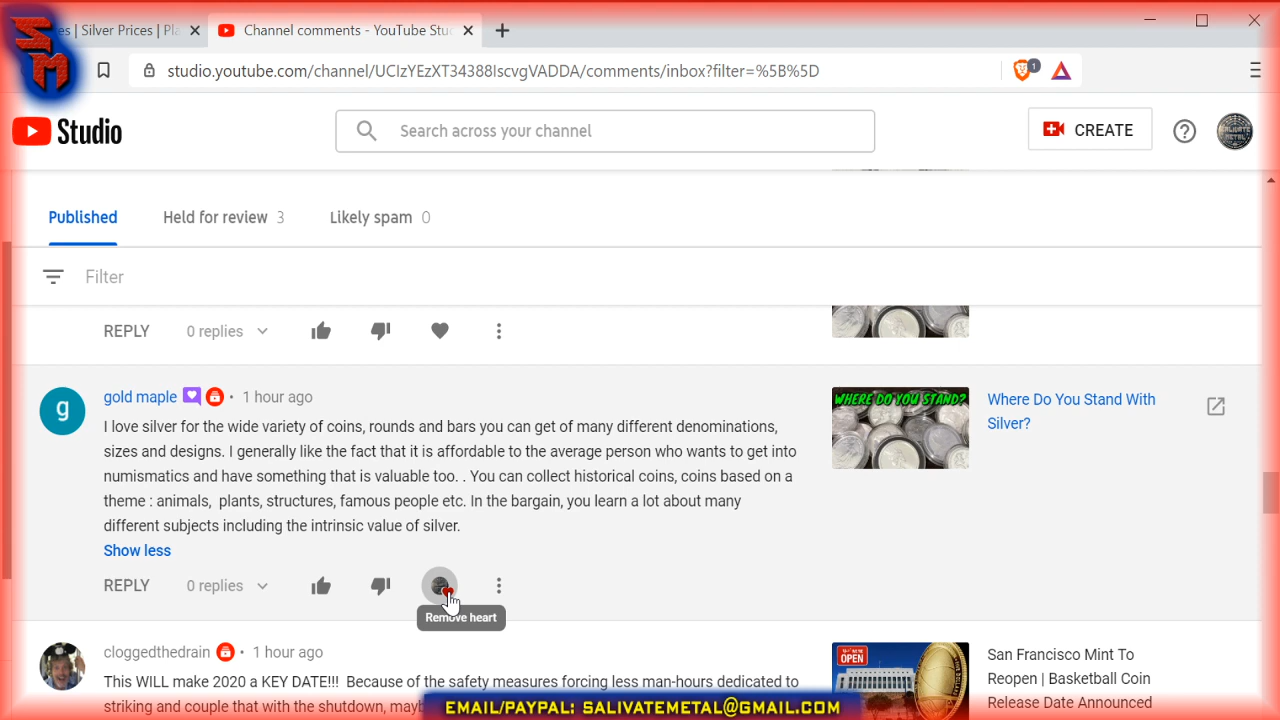 SM
es | Silver Prices | Pla
Channel comments - YouTube Stud
studio.youtube.com/channel/UCIzYEzXT34388IscvgVADDA/comments/inbox?filter=%5B%5D
1
Studio
Search across your channel
CREATE
Published
Held for review 3
Likely spam 0
Filter
REPLY
0 replies
gold maple • 1 hour ago
I love silver for the wide variety of coins, rounds and bars you can get of many different denominations,
sizes and designs. I generally like the fact that it is affordable to the average person who wants to get into
numismatics and have something that is valuable too. . You can collect historical coins, coins based on a
theme : animals, plants, structures, famous people etc. In the bargain, you learn a lot about many
different subjects including the intrinsic value of silver.
Show less
REPLY
0 replies
Remove heart
WHERE DO YOU STAND?
Where Do You Stand With
Silver?
cloggedthedrain • 1 hour ago
This WILL make 2020 a KEY DATE!!! Because of the safety measures forcing less man-hours dedicated to
striking and couple that with the shutdown, mayb
OPEN
San Francisco Mint To
Reopen | Basketball Coin
Release Date Announced
EMAIL/PAYPAL: SALIVATEMETAL@GMAIL.COM